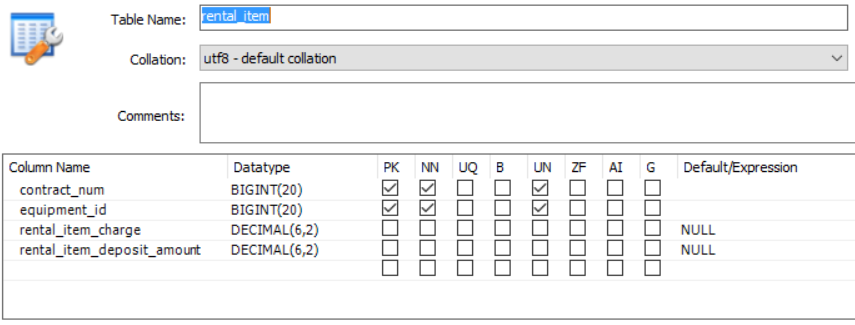 Table Name: rental_item
Collation: utf8 - default collation
Comments:
Column Name Datatype PK NN UQ B UN ZF AI G Default/Expression
contract_num BIGINT(20)
equipment_id BIGINT(20)
rental_item_charge DECIMAL(6,2) NULL
rental_item_deposit_amount DECIMAL(6,2) NULL